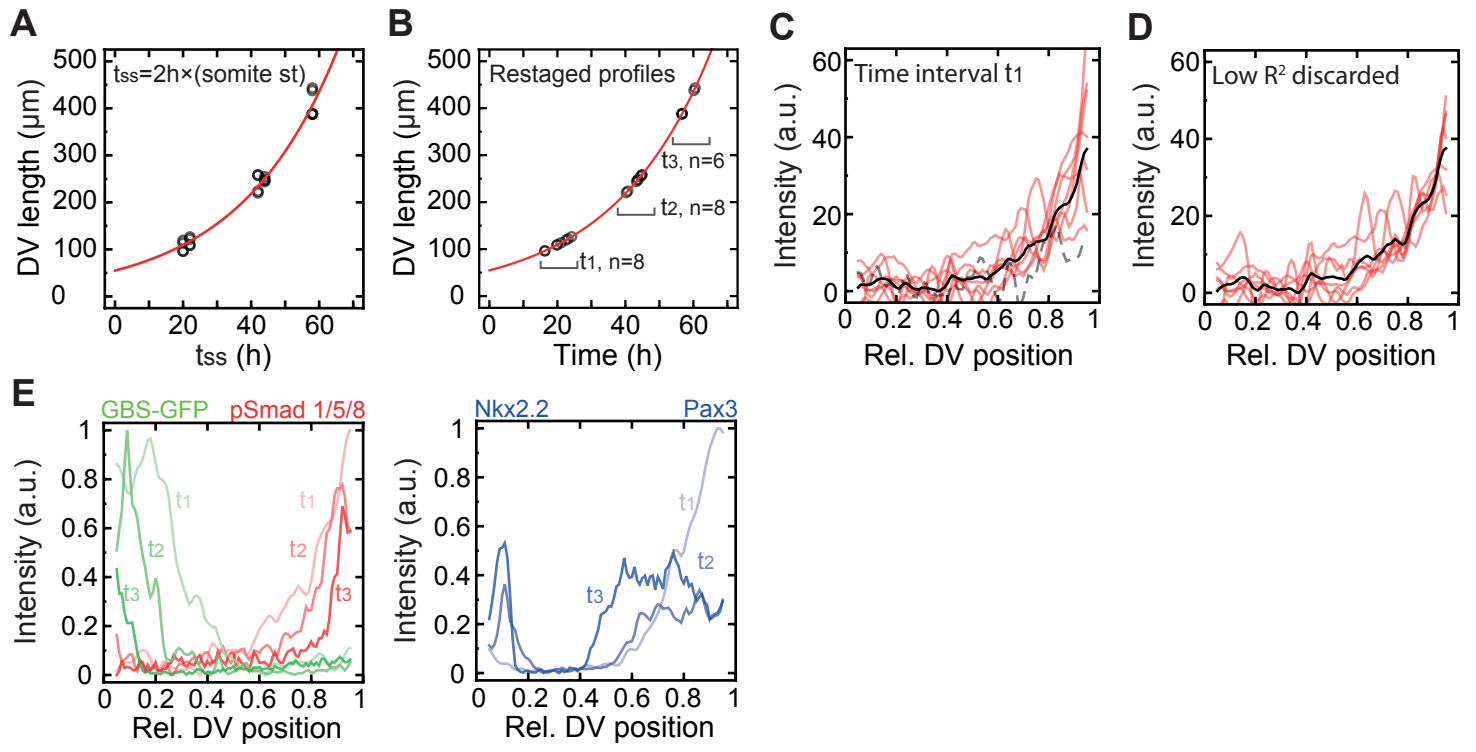 A
500
400
300
200
100
0
DV length (µm)
tss=2h×(somite st)
0 20 40 60
tss (h)
B
500
400
300
200
100
0
DV length (µm)
Restaged profiles
t3, n=6
t2, n=8
t1, n=8
0 20 40 60
Time (h)
C
60
40
20
0
Intensity (a.u.)
Time interval t1
0 0.2 0.4 0.6 0.8 1
Rel. DV position
D
60
40
20
0
Intensity (a.u.)
Low R² discarded
0 0.2 0.4 0.6 0.8 1
Rel. DV position
E
GBS-GFP pSmad 1/5/8
1
0.8
0.6
0.4
0.2
0
Intensity (a.u.)
t1 t1
t2 t2
t3 t3
0 0.2 0.4 0.6 0.8 1
Rel. DV position
Nkx2.2 Pax3
1
0.8
0.6
0.4
0.2
0
Intensity (a.u.)
t1
t2
t3
0 0.2 0.4 0.6 0.8 1
Rel. DV position